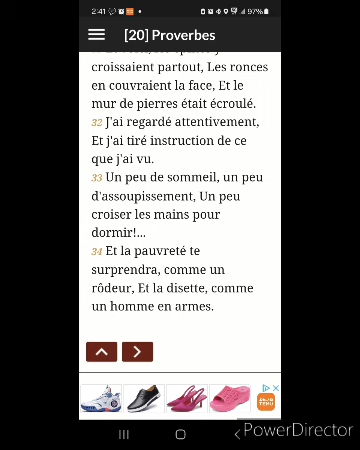 2:41
97%
[20] Proverbes
croissaient partout, Les ronces
en couvraient la face, Et le
mur de pierres était écroulé.
32 J'ai regardé attentivement,
Et j'ai tiré instruction de ce
que j'ai vu.
33 Un peu de sommeil, un peu
d'assoupissement, Un peu
croiser les mains pour
dormir!...
34 Et la pauvreté te
surprendra, comme un
rôdeur, Et la disette, comme
un homme en armes.
TEMU
PowerDirector